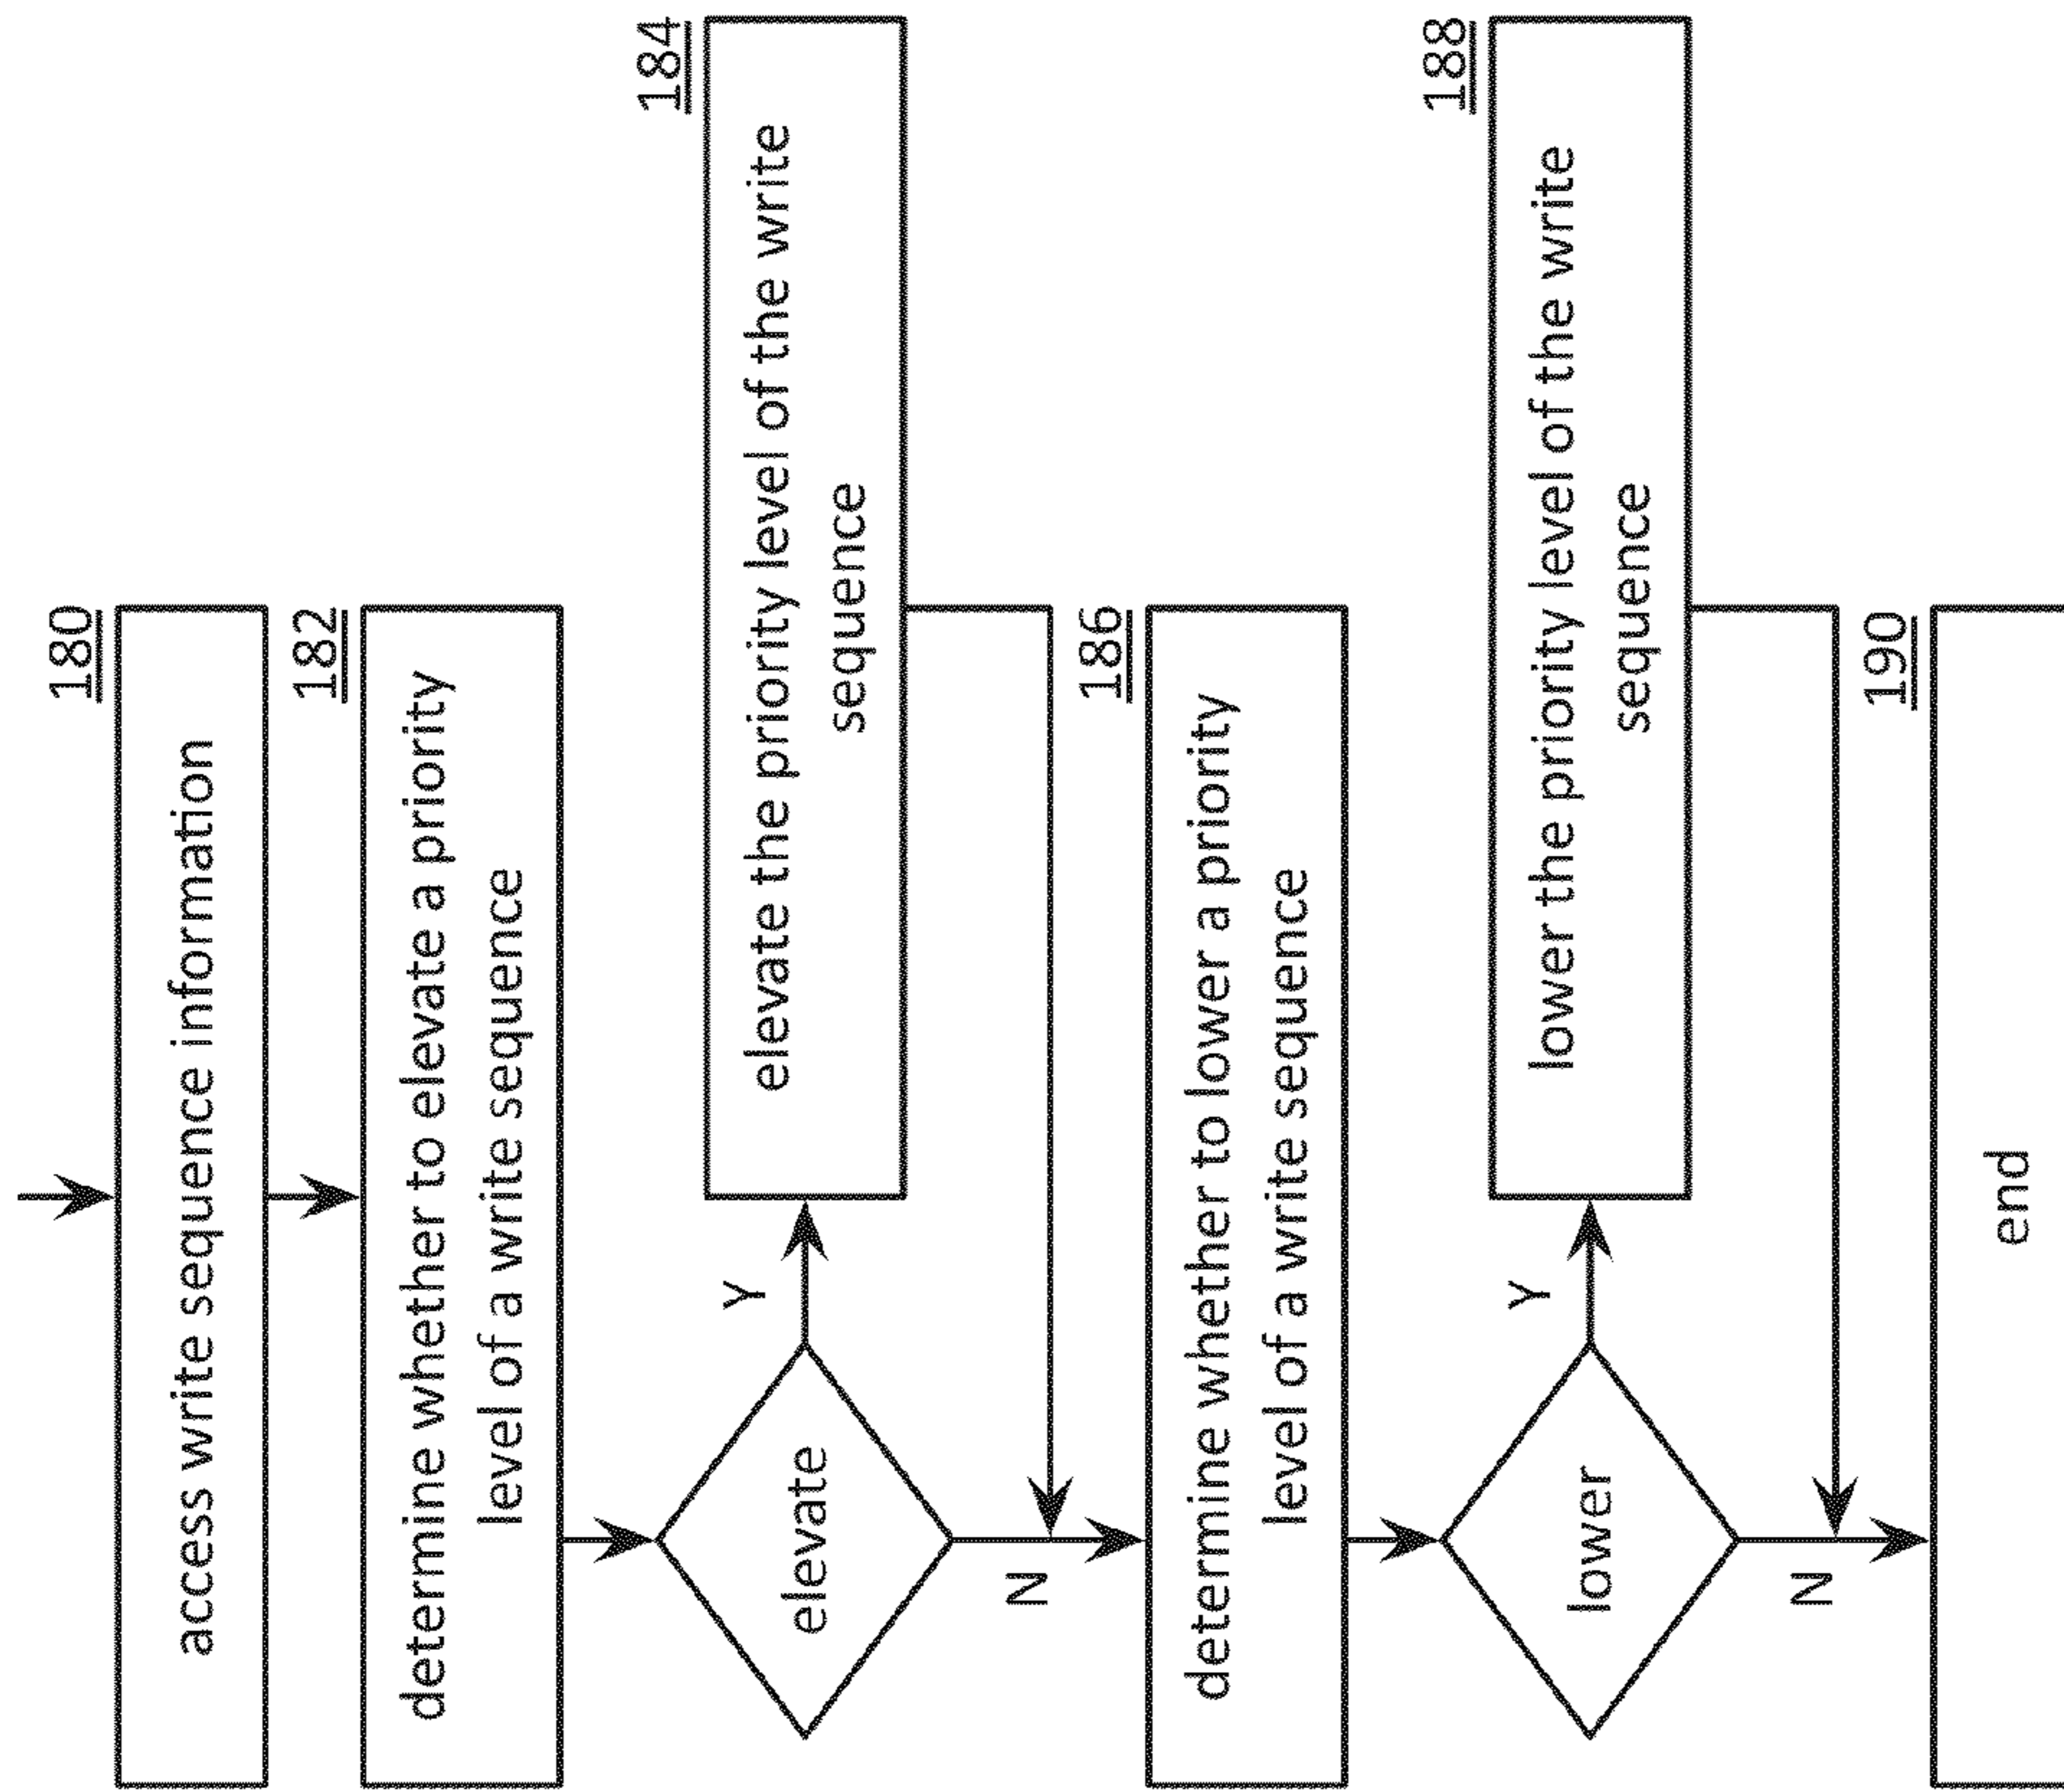 180
access write sequence information
182
determine whether to elevate a priority
level of a write sequence
elevate
Y
184
elevate the priority level of the write
sequence
N
186
determine whether to lower a priority
level of a write sequence
lower
Y
188
lower the priority level of the write
sequence
N
190
end